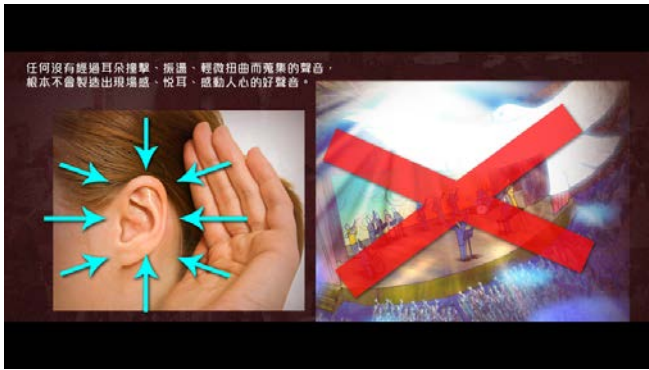 任何沒有經過耳朵撞擊、振盪、輕微扭曲而蒐集的聲音，
根本不會製造出現場感、悅耳、感動人心的好聲音。